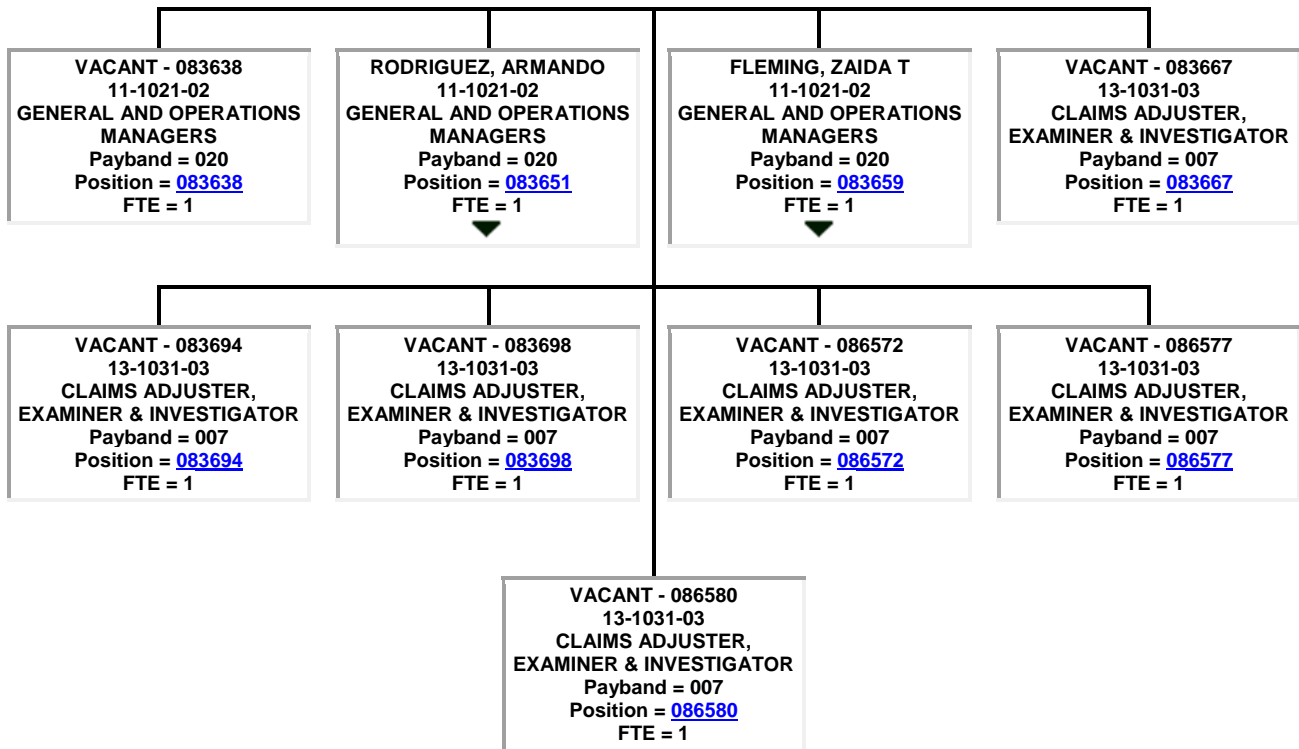 VACANT - 083638
11-1021-02
GENERAL AND OPERATIONS
MANAGERS
Payband = 020
Position = 083638
FTE = 1
RODRIGUEZ, ARMANDO
11-1021-02
GENERAL AND OPERATIONS
MANAGERS
Payband = 020
Position = 083651
FTE = 1
FLEMING, ZAIDA T
11-1021-02
GENERAL AND OPERATIONS
MANAGERS
Payband = 020
Position = 083659
FTE = 1
VACANT - 083667
13-1031-03
CLAIMS ADJUSTER,
EXAMINER & INVESTIGATOR
Payband = 007
Position = 083667
FTE = 1
VACANT - 083694
13-1031-03
CLAIMS ADJUSTER,
EXAMINER & INVESTIGATOR
Payband = 007
Position = 083694
FTE = 1
VACANT - 083698
13-1031-03
CLAIMS ADJUSTER,
EXAMINER & INVESTIGATOR
Payband = 007
Position = 083698
FTE = 1
VACANT - 086572
13-1031-03
CLAIMS ADJUSTER,
EXAMINER & INVESTIGATOR
Payband = 007
Position = 086572
FTE = 1
VACANT - 086577
13-1031-03
CLAIMS ADJUSTER,
EXAMINER & INVESTIGATOR
Payband = 007
Position = 086577
FTE = 1
VACANT - 086580
13-1031-03
CLAIMS ADJUSTER,
EXAMINER & INVESTIGATOR
Payband = 007
Position = 086580
FTE = 1